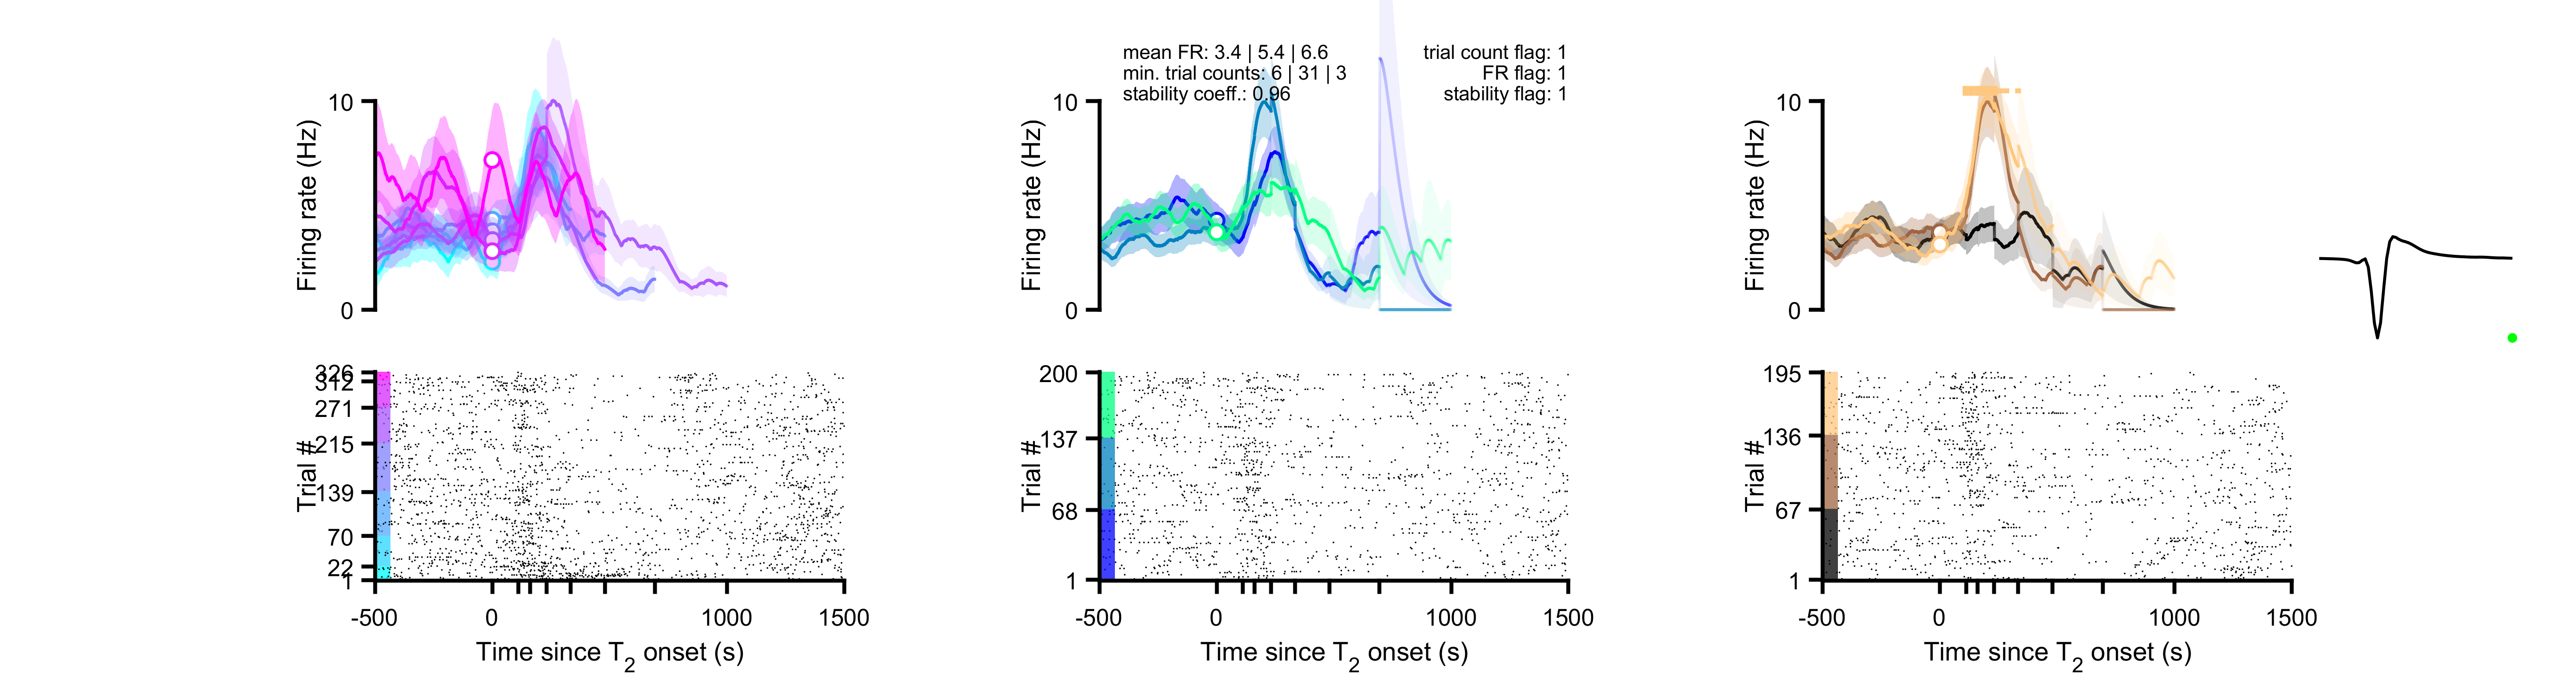 mean FR: 3.4 | 5.4 | 6.6
min. trial counts: 6 | 31 | 3
stability coeff.: 0.96
trial count flag: 1
FR flag: 1
stability flag: 1
Firing rate (Hz)
10
0
Firing rate (Hz)
10
0
Firing rate (Hz)
10
0
Trial #
326
312
271
215
139
70
22
1
-500
0
1000
1500
Time since T2 onset (s)
Trial #
200
137
68
1
-500
0
1000
1500
Time since T2 onset (s)
Trial #
195
136
67
1
-500
0
1000
1500
Time since T2 onset (s)